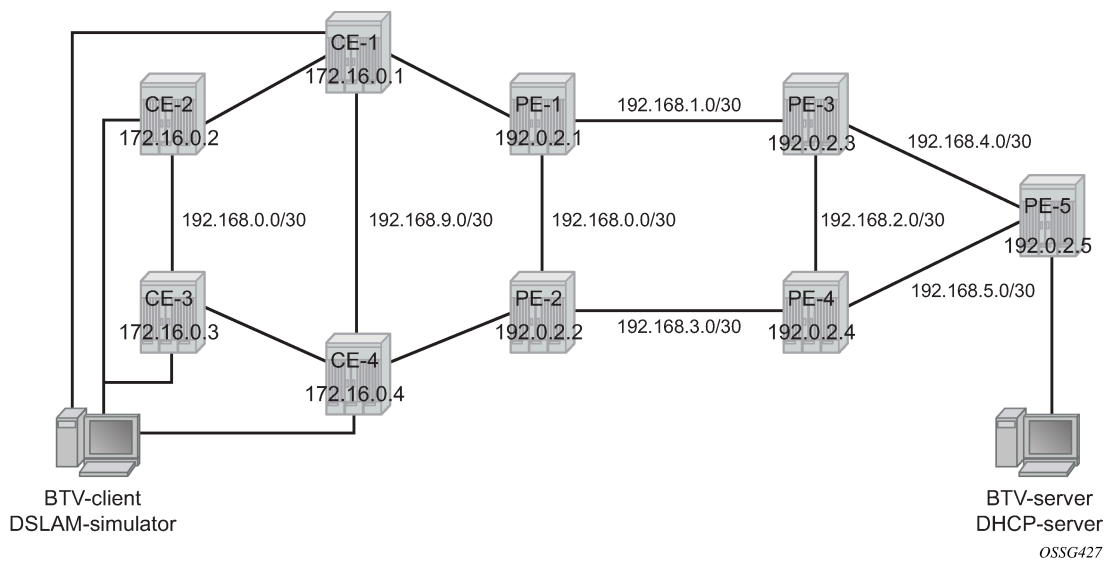 CE-1
172.16.0.1
CE-2
172.16.0.2
PE-1
192.0.2.1
192.168.1.0/30
PE-3
192.0.2.3
192.168.4.0/30
PE-5
192.0.2.5
192.168.0.0/30
192.168.9.0/30
192.168.0.0/30
192.168.2.0/30
CE-3
172.16.0.3
PE-2
192.0.2.2
192.168.3.0/30
PE-4
192.0.2.4
192.168.5.0/30
CE-4
172.16.0.4
BTV-client
DSLAM-simulator
BTV-server
DHCP-server
OSSG427